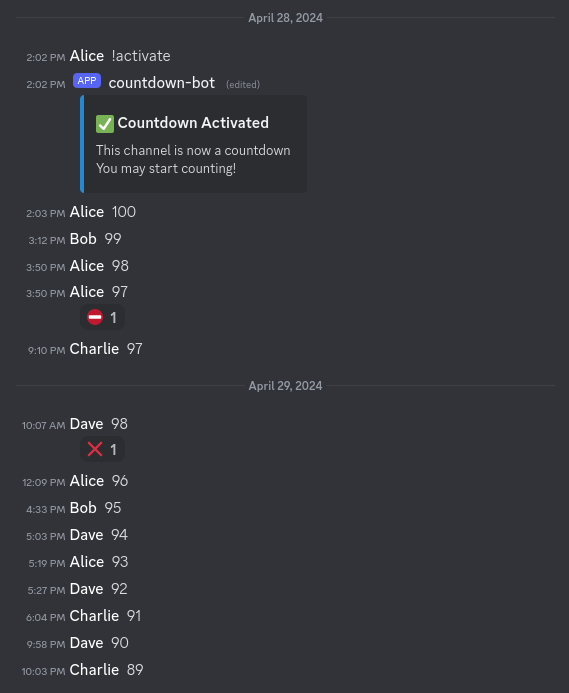 April 28, 2024
2:02 PM Alice !activate
2:02 PM APP countdown-bot (edited)
✅ Countdown Activated
This channel is now a countdown
You may start counting!
2:03 PM Alice 100
3:12 PM Bob 99
3:50 PM Alice 98
3:50 PM Alice 97
⛔ 1
9:10 PM Charlie 97
April 29, 2024
10:07 AM Dave 98
❌ 1
12:09 PM Alice 96
4:33 PM Bob 95
5:03 PM Dave 94
5:19 PM Alice 93
5:27 PM Dave 92
6:04 PM Charlie 91
9:58 PM Dave 90
10:03 PM Charlie 89